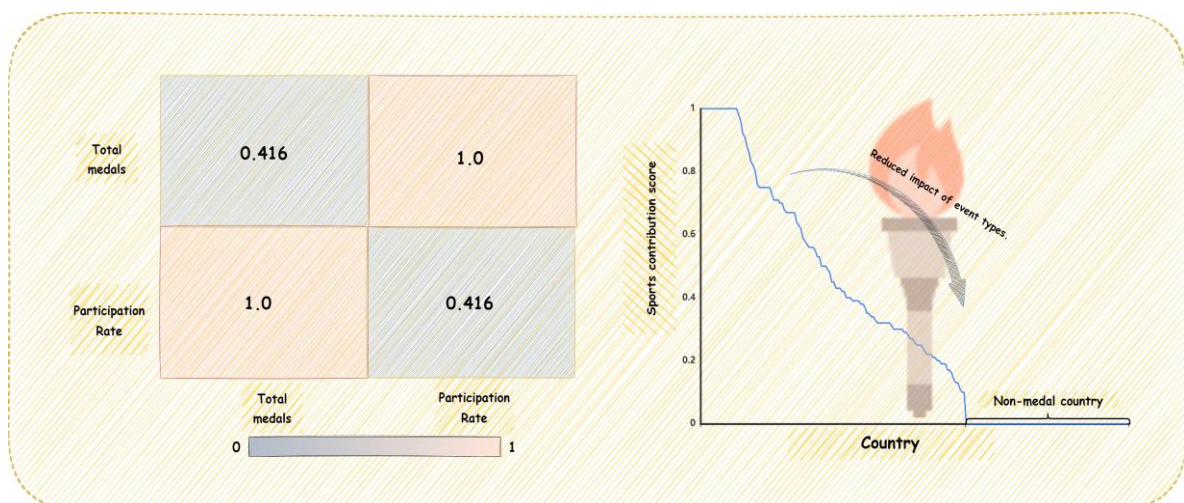 Total
medals
0.416
1.0
Participation
Rate
1.0
0.416
Total
medals
Participation
Rate
0
1
Sports contribution score
1
0.8
0.6
0.4
0.2
0
Reduced impact of
event types.
Non-medal country
Country